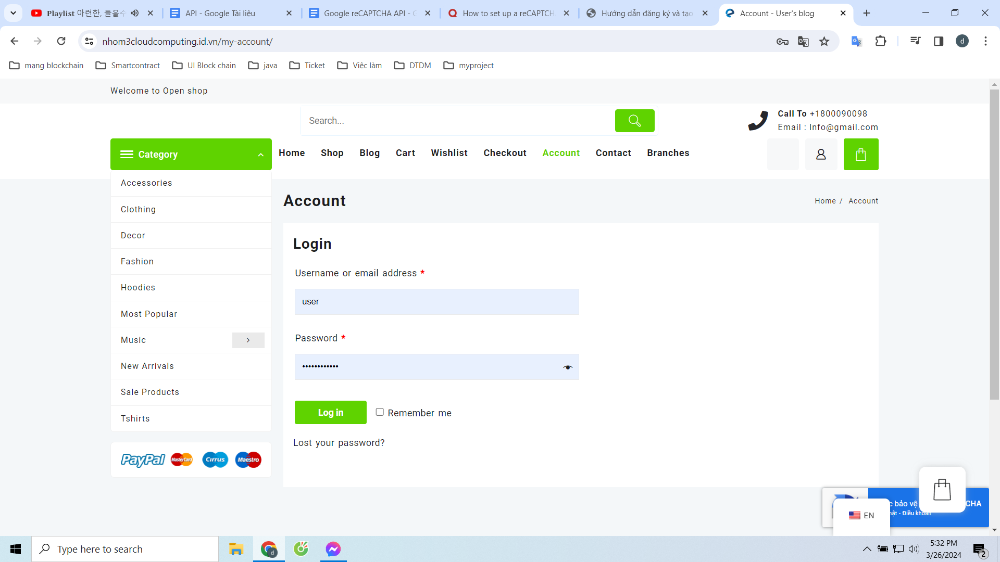 Playlist 아련한, 들을수
API - Google Tài liệu
Google reCAPTCHA API - G
How to set up a reCAPTCH
Hướng dẫn đăng ký và tạo
Account - User's blog
nhom3cloudcomputing.id.vn/my-account/
d
mạng blockchain
Smartcontract
UI Block chain
java
Ticket
Việc làm
DTDM
myproject
Welcome to Open shop
Search...
Call To +1800090098
Email : Info@gmail.com
Category
Home
Shop
Blog
Cart
Wishlist
Checkout
Account
Contact
Branches
Accessories
Clothing
Decor
Fashion
Hoodies
Most Popular
Music
New Arrivals
Sale Products
Tshirts
PayPal
MasterCard
Cirrus
Maestro
Account
Home / Account
Login
Username or email address *
user
Password *
••••••••••••
Log in
Remember me
Lost your password?
bảo vệ
CHA
- Điều khoản
EN
Type here to search
d
5:32 PM
3/26/2024
2